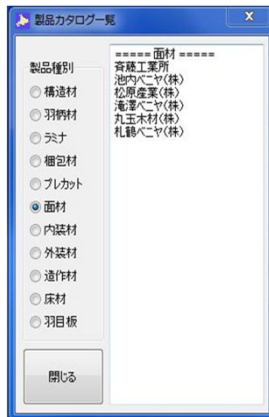 製品カタログ一覧
X
製品種別
構造材
羽柄材
ラミナ
梱包材
プレカット
面材
内装材
外装材
造作材
床材
羽目板
閉じる
===== 面材 =====
斉藤工業所
池内ベニヤ(株)
松原産業(株)
滝澤ベニヤ(株)
丸玉木材(株)
札鶴ベニヤ(株)